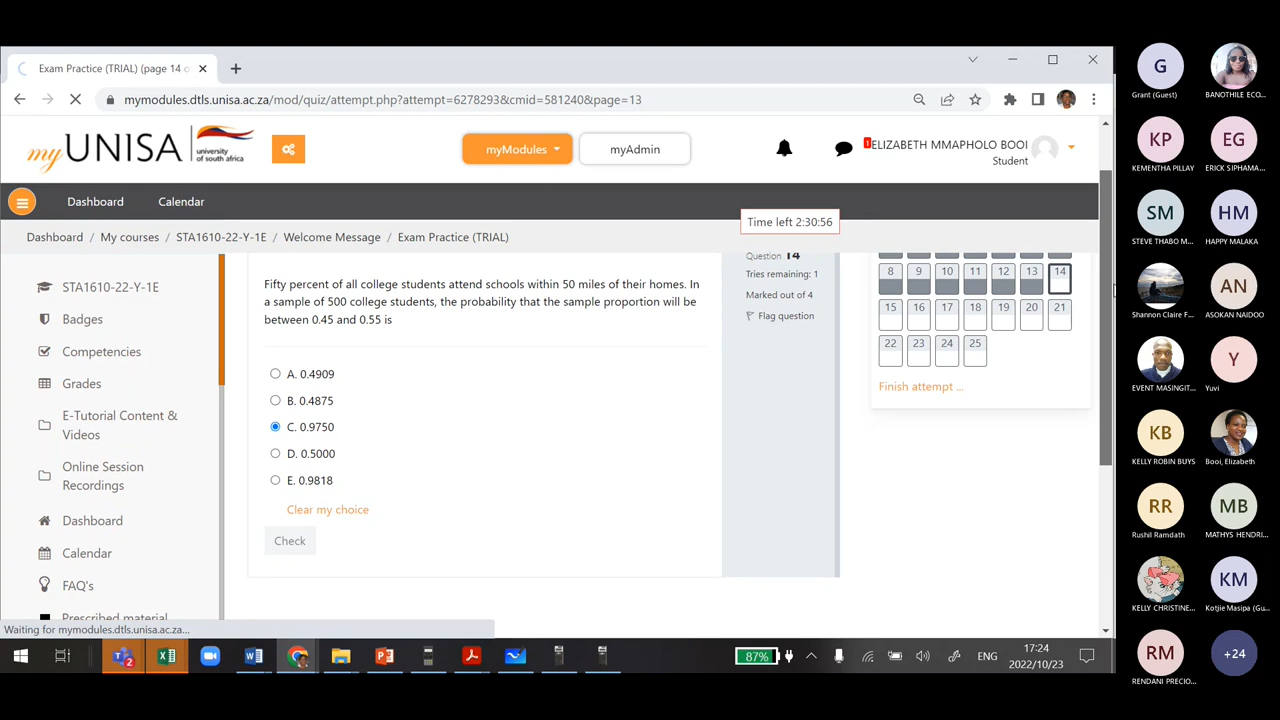 Exam Practice (TRIAL) (page 14 o
mymodules.dtls.unisa.ac.za/mod/quiz/attempt.php?attempt=6278293&cmid=581240&page=13
my UNISA
university
of south africa
myModules
myAdmin
1
ELIZABETH MMAPHOLO BOOI
Student
Dashboard
Calendar
Time left 2:30:56
Dashboard / My courses / STA1610-22-Y-1E / Welcome Message / Exam Practice (TRIAL)
STA1610-22-Y-1E
Badges
Competencies
Grades
E-Tutorial Content &
Videos
Online Session
Recordings
Dashboard
Calendar
FAQ's
Prescribed material
Fifty percent of all college students attend schools within 50 miles of their homes. In
a sample of 500 college students, the probability that the sample proportion will be
between 0.45 and 0.55 is
A. 0.4909
B. 0.4875
C. 0.9750
D. 0.5000
E. 0.9818
Clear my choice
Check
Question 14
Tries remaining: 1
Marked out of 4
Flag question
8 9 10 11 12 13 14
15 16 17 18 19 20 21
22 23 24 25
Finish attempt ...
Waiting for mymodules.dtls.unisa.ac.za...
2
87%
ENG
17:24
2022/10/23
G
Grant (Guest)
BANOTHILE ECO...
KP
KEMENTHA PILLAY
EG
ERICK SIPHAMA...
SM
STEVE THABO M...
HM
HAPPY MALAKA
Shannon Claire F...
AN
ASOKAN NAIDOO
EVENT MASINGIT...
Y
Yuvi
KB
KELLY ROBIN BUYS
Booi, Elizabeth
RR
Rushil Ramdath
MB
MATHYS HENDRI...
KELLY CHRISTINE...
KM
Kotjie Masipa (Gu...
RM
RENDANI PRECIO...
+24